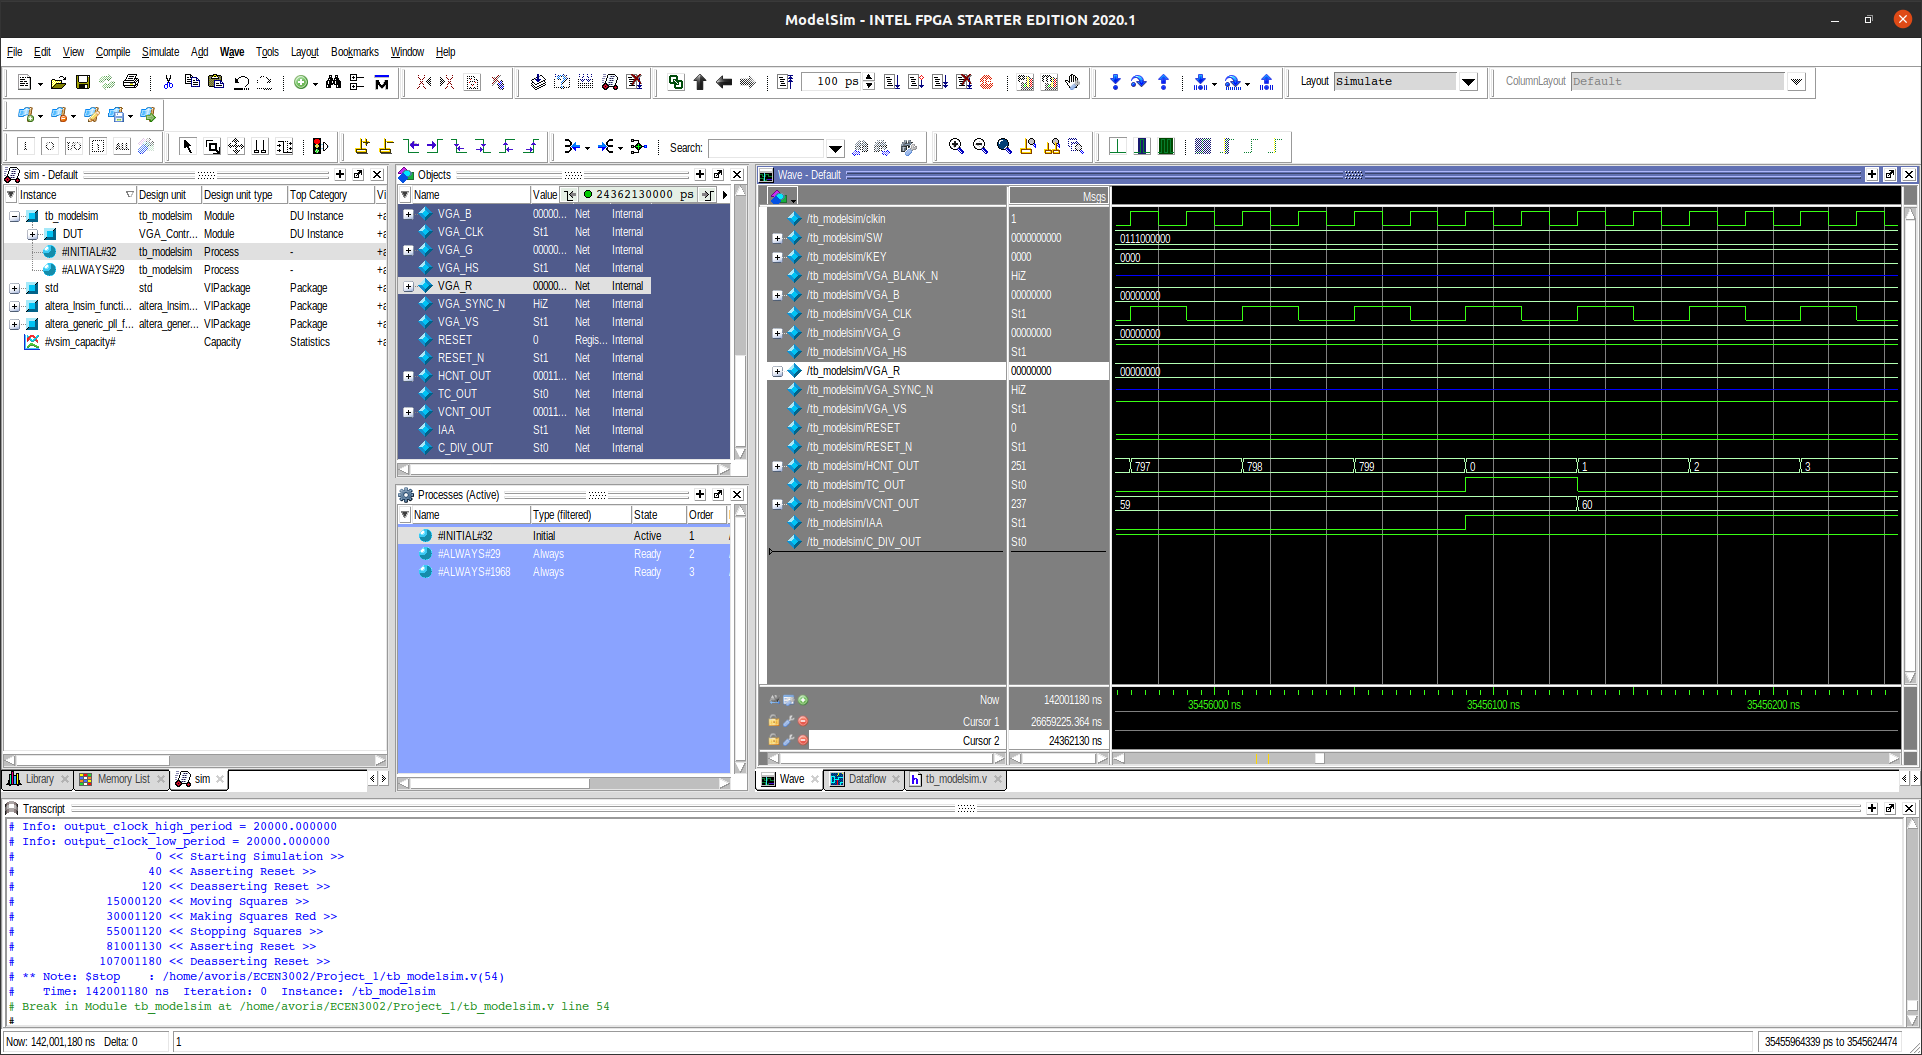 ModelSim - INTEL FPGA STARTER EDITION 2020.1
File Edit View Compile Simulate Add Wave Tools Layout Bookmarks Window Help
100 ps
Layout Simulate
ColumnLayout Default
Search:
sim - Default
Instance Design unit Design unit type Top Category Vi
tb_modelsim tb_modelsim Module DU Instance +a
DUT VGA_Contr... Module DU Instance +a
#INITIAL#32 tb_modelsim Process - +a
#ALWAYS#29 tb_modelsim Process - +a
std std VIPackage Package +a
altera_lnsim_functi... altera_lnsim... VIPackage Package +a
altera_generic_pll_f... altera_gener... VIPackage Package +a
#vsim_capacity# Capacity Statistics +a
Library Memory List sim
Objects
Name Value 24362130000 ps
VGA_B 00000... Net Internal
VGA_CLK St1 Net Internal
VGA_G 00000... Net Internal
VGA_HS St1 Net Internal
VGA_R 00000... Net Internal
VGA_SYNC_N HiZ Net Internal
VGA_VS St1 Net Internal
RESET 0 Regis... Internal
RESET_N St1 Net Internal
HCNT_OUT 00011... Net Internal
TC_OUT St0 Net Internal
VCNT_OUT 00011... Net Internal
IAA St1 Net Internal
C_DIV_OUT St0 Net Internal
Processes (Active)
Name Type (filtered) State Order
#INITIAL#32 Initial Active 1
#ALWAYS#29 Always Ready 2
#ALWAYS#1968 Always Ready 3
Wave - Default
Msgs
/tb_modelsim/clkin 1
/tb_modelsim/SW 0000000000 0111000000
/tb_modelsim/KEY 0000 0000
/tb_modelsim/VGA_BLANK_N HiZ
/tb_modelsim/VGA_B 00000000 00000000
/tb_modelsim/VGA_CLK St1
/tb_modelsim/VGA_G 00000000 00000000
/tb_modelsim/VGA_HS St1
/tb_modelsim/VGA_R 00000000 00000000
/tb_modelsim/VGA_SYNC_N HiZ
/tb_modelsim/VGA_VS St1
/tb_modelsim/RESET 0
/tb_modelsim/RESET_N St1
/tb_modelsim/HCNT_OUT 251 797 798 799 0 1 2 3
/tb_modelsim/TC_OUT St0
/tb_modelsim/VCNT_OUT 237 59 60
/tb_modelsim/IAA St1
/tb_modelsim/C_DIV_OUT St0
Now 142001180 ns 35456000 ns 35456100 ns 35456200 ns
Cursor 1 26659225.364 ns
Cursor 2 24362130 ns
Wave Dataflow tb_modelsim.v
Transcript
# Info: output_clock_high_period = 20000.000000
# Info: output_clock_low_period = 20000.000000
# 0 << Starting Simulation >>
# 40 << Asserting Reset >>
# 120 << Deasserting Reset >>
# 15000120 << Moving Squares >>
# 30001120 << Making Squares Red >>
# 55001120 << Stopping Squares >>
# 81001130 << Asserting Reset >>
# 107001180 << Deasserting Reset >>
# ** Note: $stop : /home/avoris/ECEN3002/Project_1/tb_modelsim.v(54)
# Time: 142001180 ns Iteration: 0 Instance: /tb_modelsim
# Break in Module tb_modelsim at /home/avoris/ECEN3002/Project_1/tb_modelsim.v line 54
#
Now: 142,001,180 ns Delta: 0 1 35455964339 ps to 3545624474